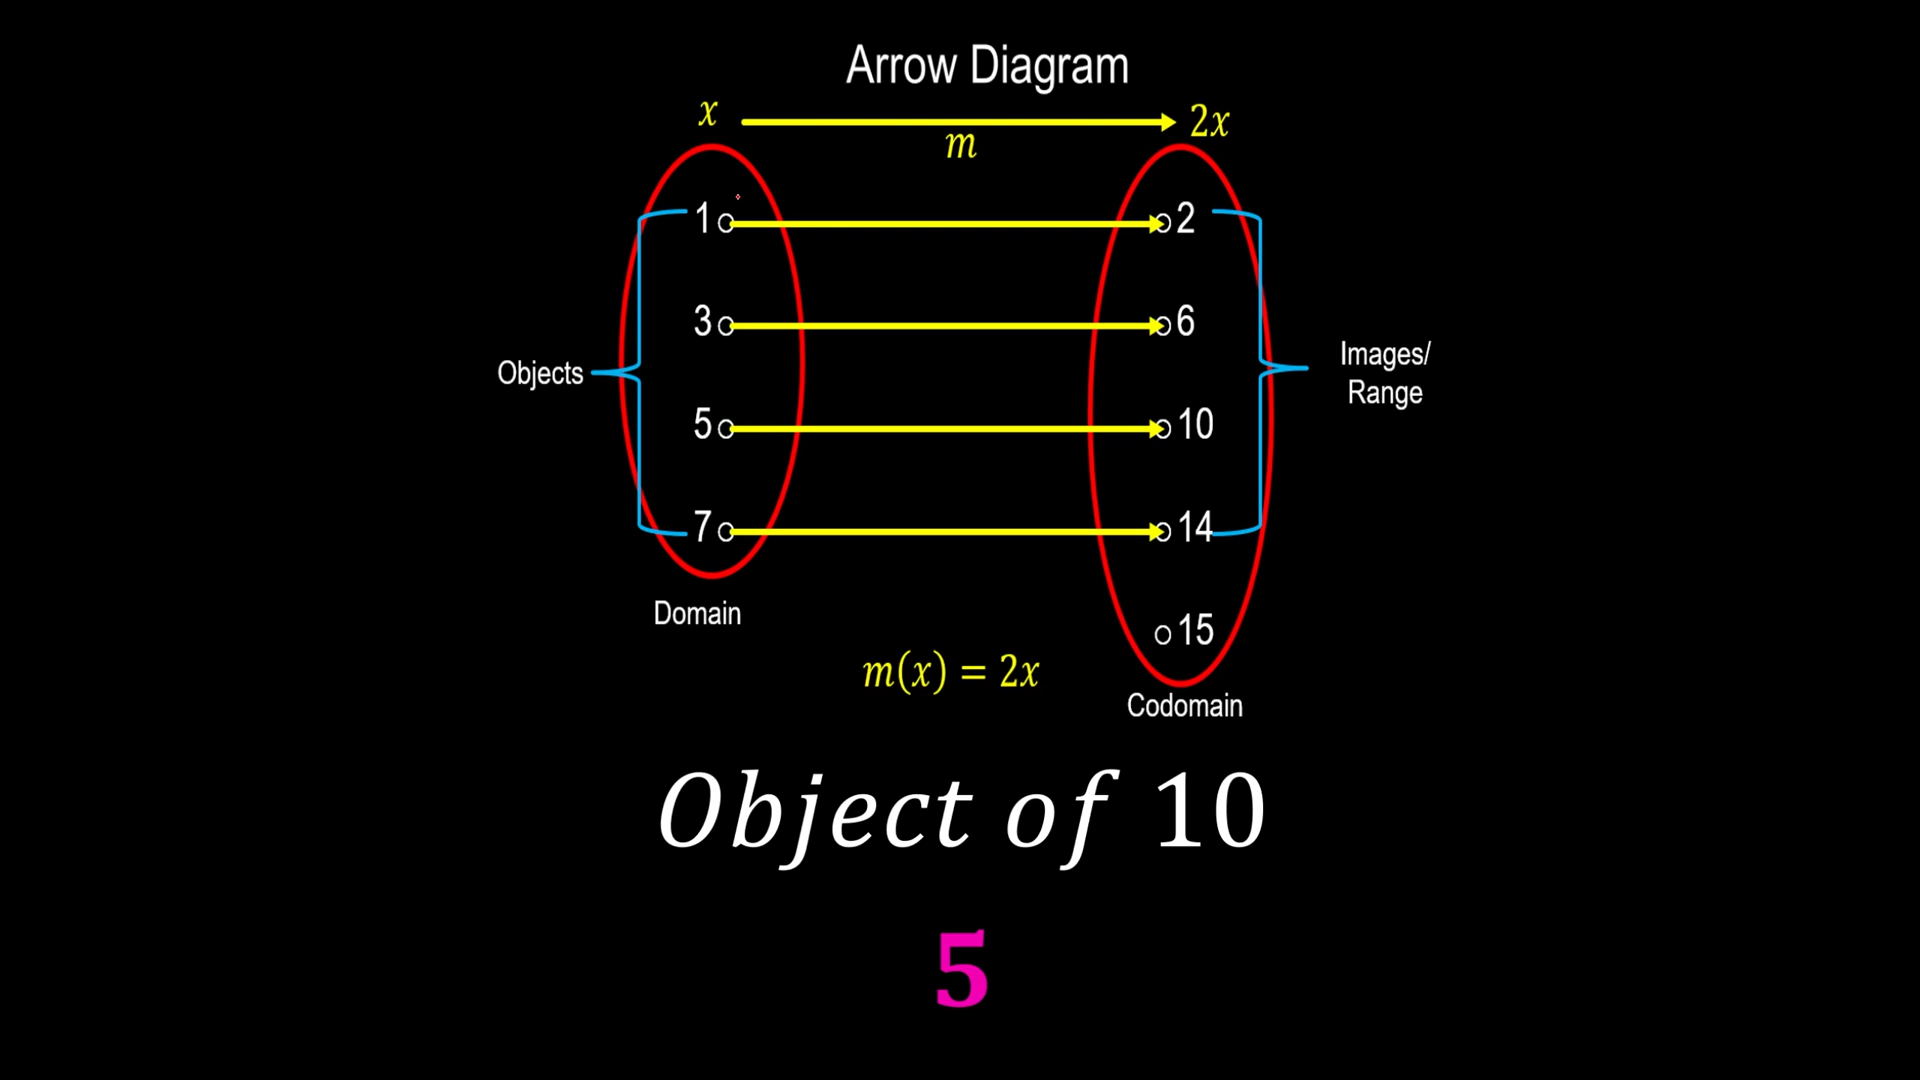 Arrow Diagram
x 2x
m
1 2
3 6
Objects
Images/
Range
5 10
7 14
Domain
15
m(x) = 2x
Codomain
Object of 10
5